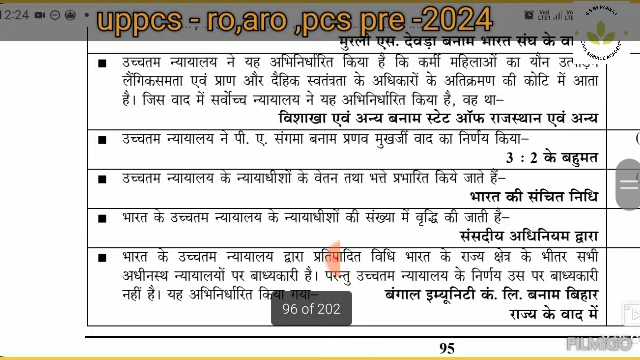 uppcs- ro,aro ,pcs pre -2024
12:24
मुरली एस. देवड़ा बनाम भारत संघ के वा
उच्चतम न्यायालय ने यह अभिनिर्धारित किया है कि कर्मी महिलाओं का यौन उत्पीड़न
लैंगिकसमता एवं प्राण और दैहिक स्वतंत्रता के अधिकारों के अतिक्रमण की कोटि में आता
है। जिस वाद में सर्वोच्च न्यायालय ने यह अभिनिर्धारित किया है, वह था–
विशाखा एवं अन्य बनाम स्टेट ऑफ राजस्थान एवं अन्य
उच्चतम न्यायालय ने पी. ए. संगमा बनाम प्रणव मुखर्जी वाद का निर्णय किया–
3 : 2 के बहुमत
उच्चतम न्यायालय के न्यायाधीशों के वेतन तथा भत्ते प्रभारित किये जाते हैं–
भारत की संचित निधि
भारत के उच्चतम न्यायालय के न्यायाधीशों की संख्या में वृद्धि की जाती है–
संसदीय अधिनियम द्वारा
भारत के उच्चतम न्यायालय द्वारा प्रतिपादित विधि भारत के राज्य क्षेत्र के भीतर सभी
अधीनस्थ न्यायालयों पर बाध्यकारी है। परन्तु उच्चतम न्यायालय के निर्णय उस पर बाध्यकारी
नहीं है। यह अभिनिर्धारित किया गया–
बंगाल इम्यूनिटी कं. लि. बनाम बिहार
96 of 202
राज्य के वाद में
95
FILMIGO